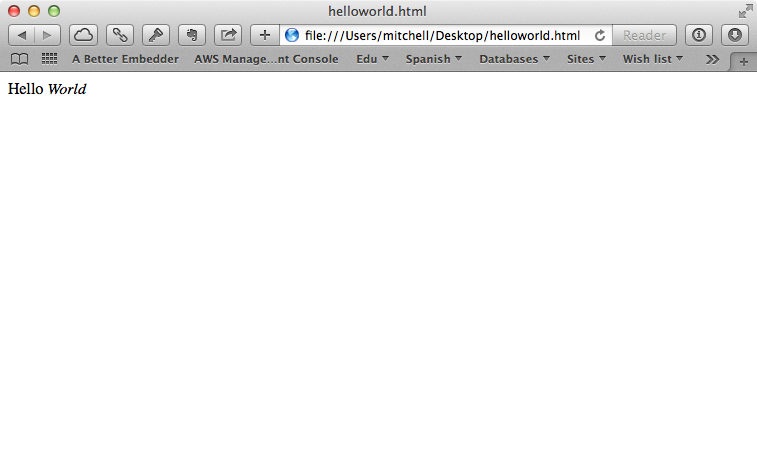 helloworld.html
file:///Users/mitchell/Desktop/helloworld.html Reader
A Better Embedder AWS Manage...nt Console Edu Spanish Databases Sites Wish list
Hello World